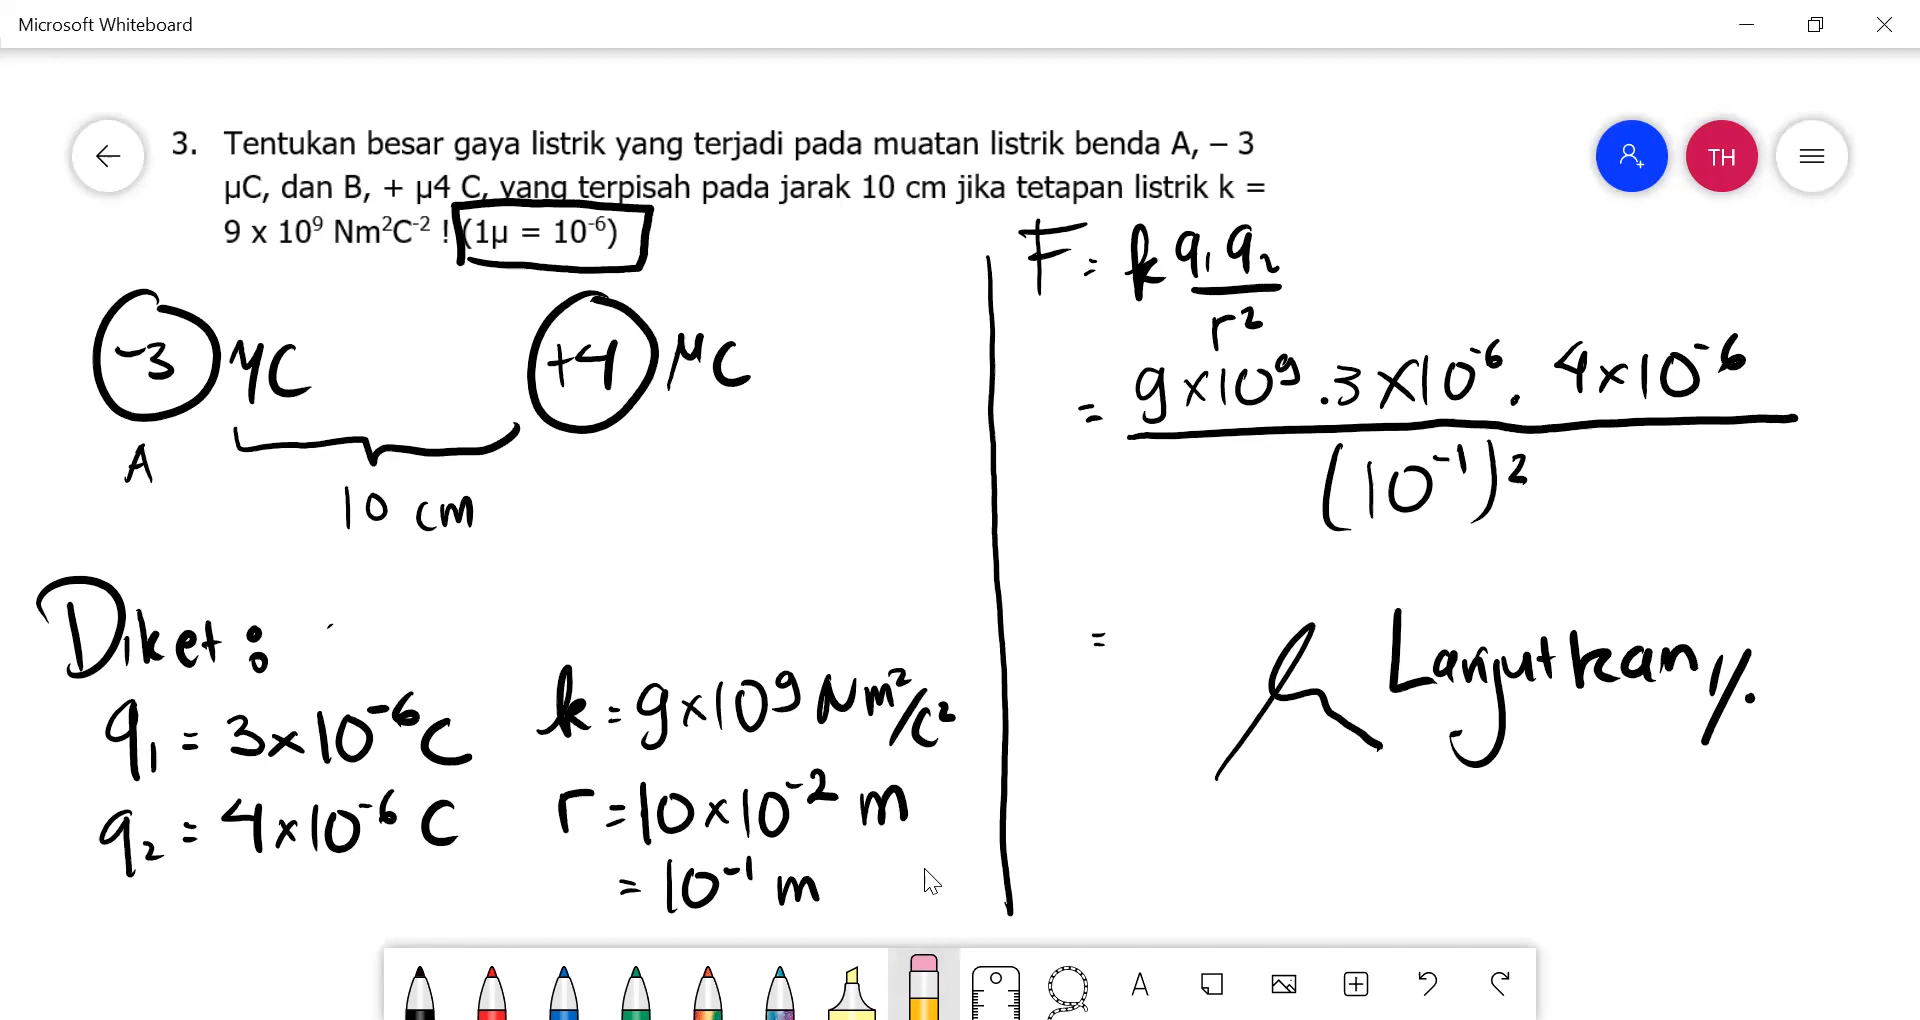 Microsoft Whiteboard
TH
3. Tentukan besar gaya listrik yang terjadi pada muatan listrik benda A, – 3
µC, dan B, + µ4 C, yang terpisah pada jarak 10 cm jika tetapan listrik k =
9 x 10⁹ Nm²C⁻² ! (1µ = 10⁻⁶)
-3 µC
+4 µC
A
10 cm
Diket :
q₁ = 3x10⁻⁶ C
q₂ = 4x10⁻⁶ C
k = 9x10⁹ Nm²/C²
r = 10x10⁻² m
= 10⁻¹ m
F = k q₁ q₂
r²
= 9x10⁹ . 3x10⁻⁶ . 4x10⁻⁶
(10⁻¹)²
= Lanjutkan //.
A